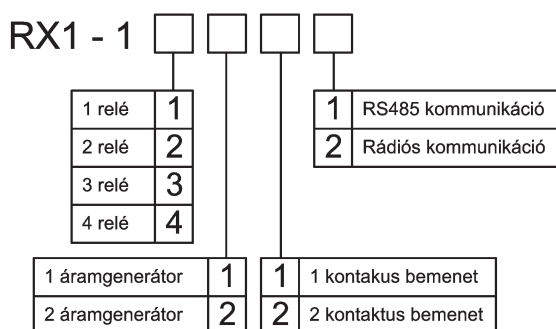 RX1 - 1
1 relé 1
2 relé 2
3 relé 3
4 relé 4
1 RS485 kommunikáció
2 Rádiós kommunikáció
1 áramgenerátor 1
2 áramgenerátor 2
1 1 kontakus bemenet
2 2 kontaktus bemenet